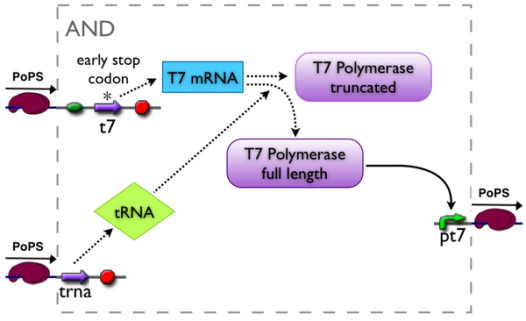 AND
PoPS
early stop
codon
*
t7
T7 mRNA
T7 Polymerase
truncated
T7 Polymerase
full length
tRNA
PoPS
pt7
PoPS
trna